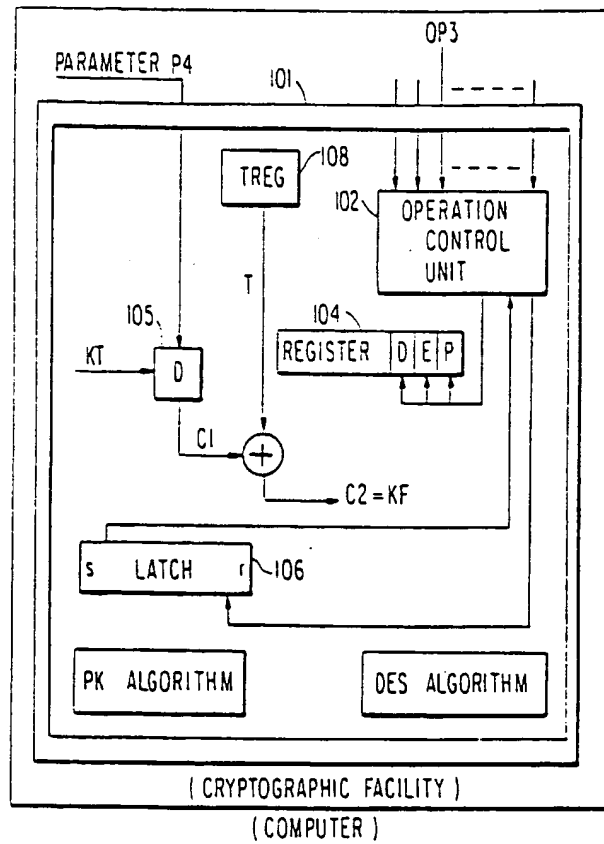 OP3
PARAMETER P4
101
TREG
108
102
OPERATION
CONTROL
UNIT
T
105
104
REGISTER D E P
KT
D
C1
+
C2=KF
S LATCH r
106
PK ALGORITHM
DES ALGORITHM
(CRYPTOGRAPHIC FACILITY)
(COMPUTER)